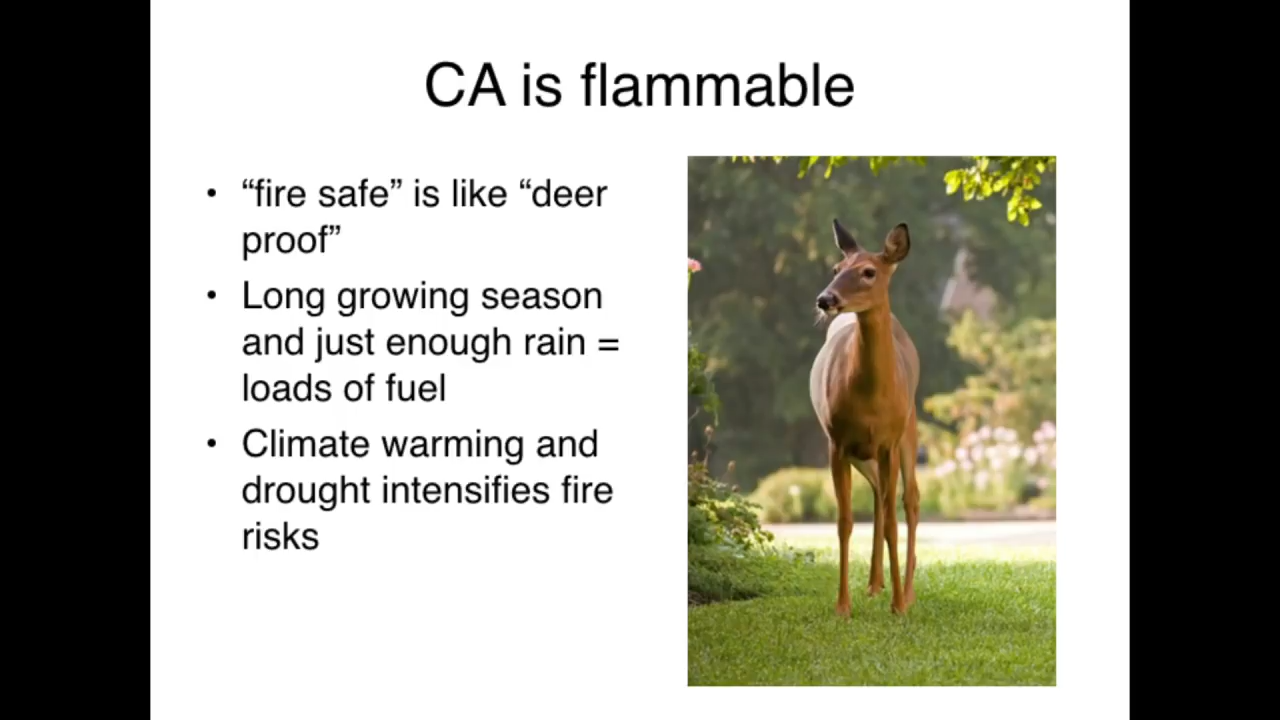 CA is flammable
• “fire safe” is like “deer
proof”
• Long growing season
and just enough rain =
loads of fuel
• Climate warming and
drought intensifies fire
risks